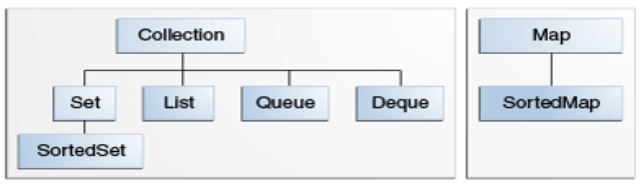 Collection
Map
Set
List
Queue
Deque
SortedMap
SortedSet